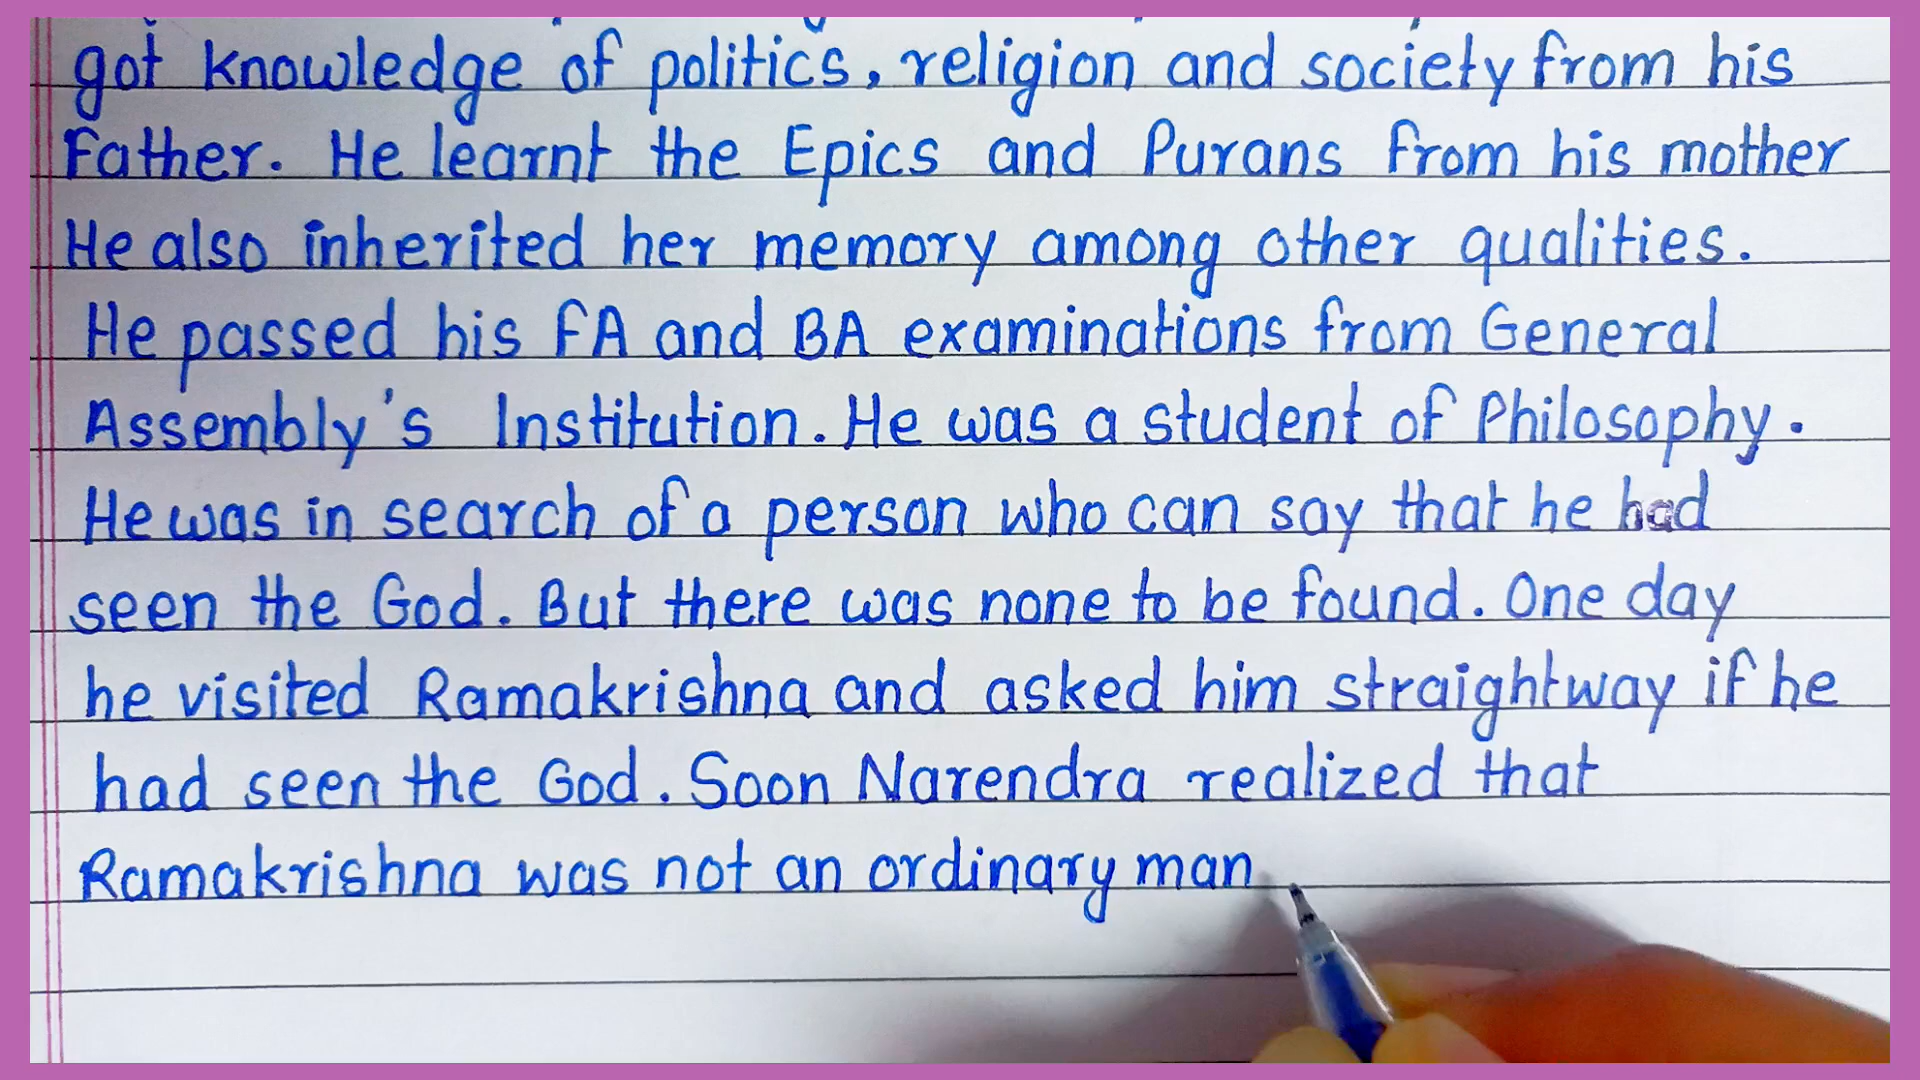 got knowledge of politics, religion and society from his
Father. He learnt the Epics and Purans from his mother
He also inherited her memory among other qualities.
He passed his FA and BA examinations from General
Assembly's Institution. He was a student of Philosophy.
He was in search of a person who can say that he had
seen the God. But there was none to be found. One day
he visited Ramakrishna and asked him straightway if he
had seen the God. Soon Narendra realized that
Ramakrishna was not an ordinary man